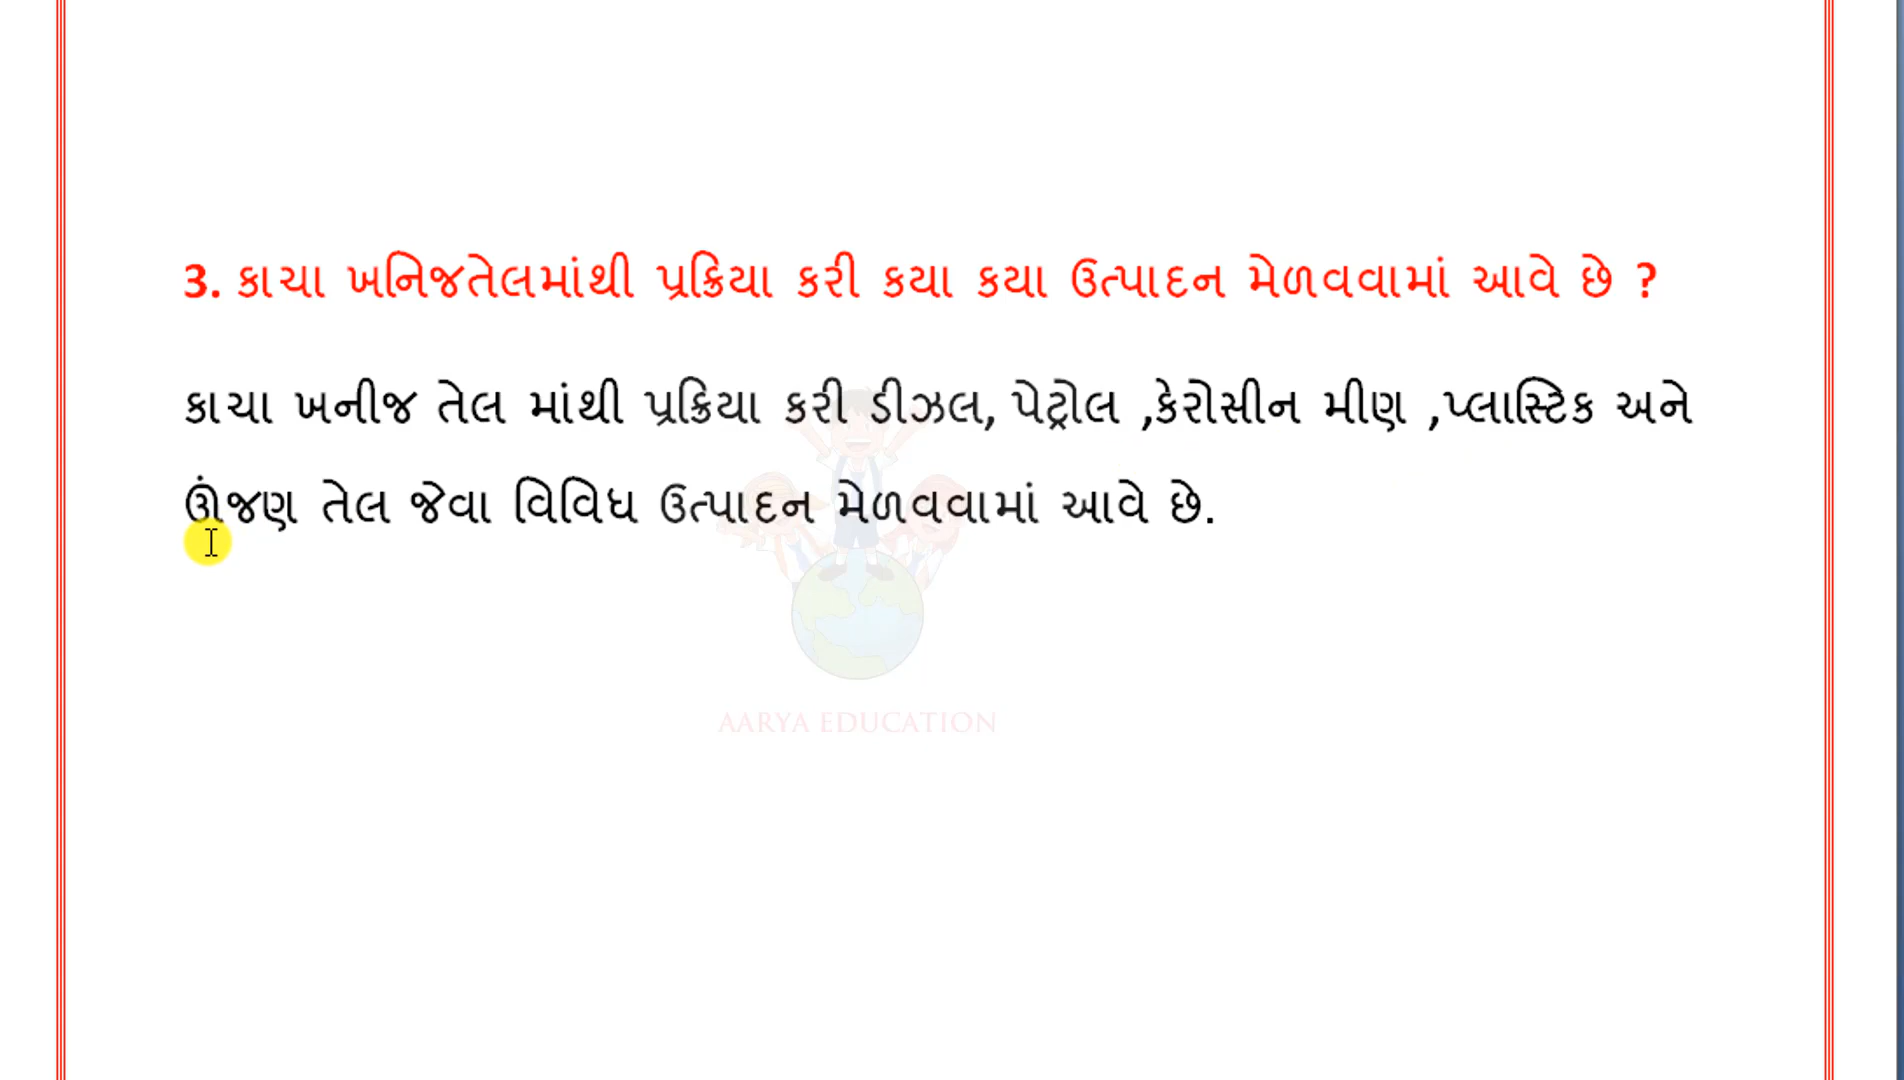 3. કાચા ખનિજતેલમાંથી પ્રક્રિયા કરી કયા કયા ઉત્પાદન મેળવવામાં આવે છે ?
કાચા ખનીજ તેલ માંથી પ્રક્રિયા કરી ડીઝલ, પેટ્રોલ ,કેરોસીન મીણ ,પ્લાસ્ટિક અને
ઊંજણ તેલ જેવા વિવિધ ઉત્પાદન મેળવવામાં આવે છે.
AARYA EDUCATION